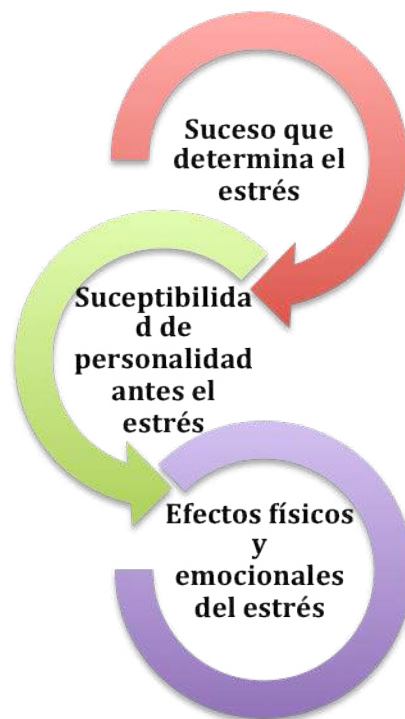 Suceso que
determina el
estrés
Suceptibilida
d de
personalidad
antes el
estrés
Efectos físicos
y
emocionales
del estrés